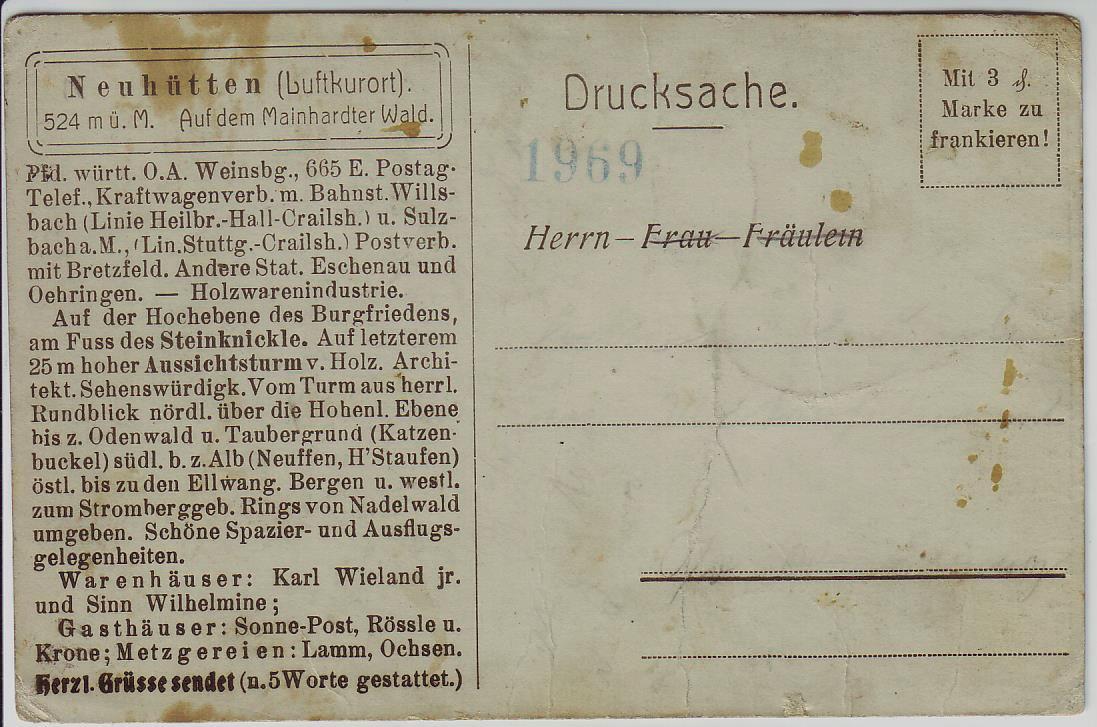 Neuhütten (Luftkurort).
524 m ü. M. Auf dem Mainhardter Wald.
Pfd. württ. O.A. Weinsbg., 665 E. Postag.
Telef., Kraftwagenverb. m. Bahnst. Wills-
bach (Linie Heilbr.-Hall-Crailsh.) u. Sulz-
bach a. M., (Lin. Stuttg.-Crailsh.) Postverb.
mit Bretzfeld. Andere Stat. Eschenau und
Oehringen. — Holzwarenindustrie.
Auf der Hochebene des Burgfriedens,
am Fuss des Steinknickle. Auf letzterem
25 m hoher Aussichtsturm v. Holz. Archi-
tekt. Sehenswürdigk. Vom Turm aus herrl.
Rundblick nördl. über die Hohenl. Ebene
bis z. Odenwald u. Taubergrund (Katzen-
buckel) südl. b. z. Alb (Neuffen, H'Staufen)
östl. bis zu den Ellwang. Bergen u. westl.
zum Stromberggeb. Rings von Nadelwald
umgeben. Schöne Spazier- und Ausflugs-
gelegenheiten.
Warenhäuser: Karl Wieland jr.
und Sinn Wilhelmine;
Gasthäuser: Sonne-Post, Rössle u.
Krone; Metzgereien: Lamm, Ochsen.
Herzl. Grüsse sendet (n. 5 Worte gestattet.)
Drucksache.
1969
Mit 3 ₰.
Marke zu
frankieren!
Herrn – Frau – Fräulein